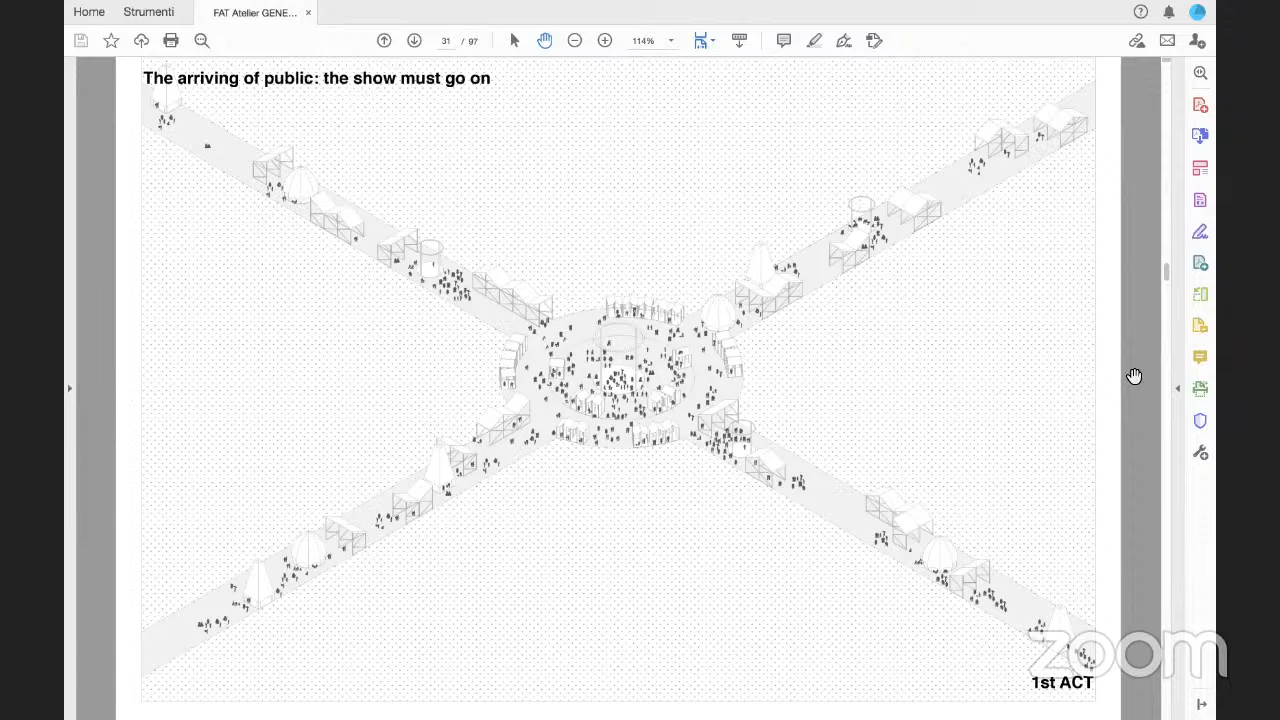 Home Strumenti FAT Atelier GENE... ×
31 / 97 114%
The arriving of public: the show must go on
zoom
1st ACT